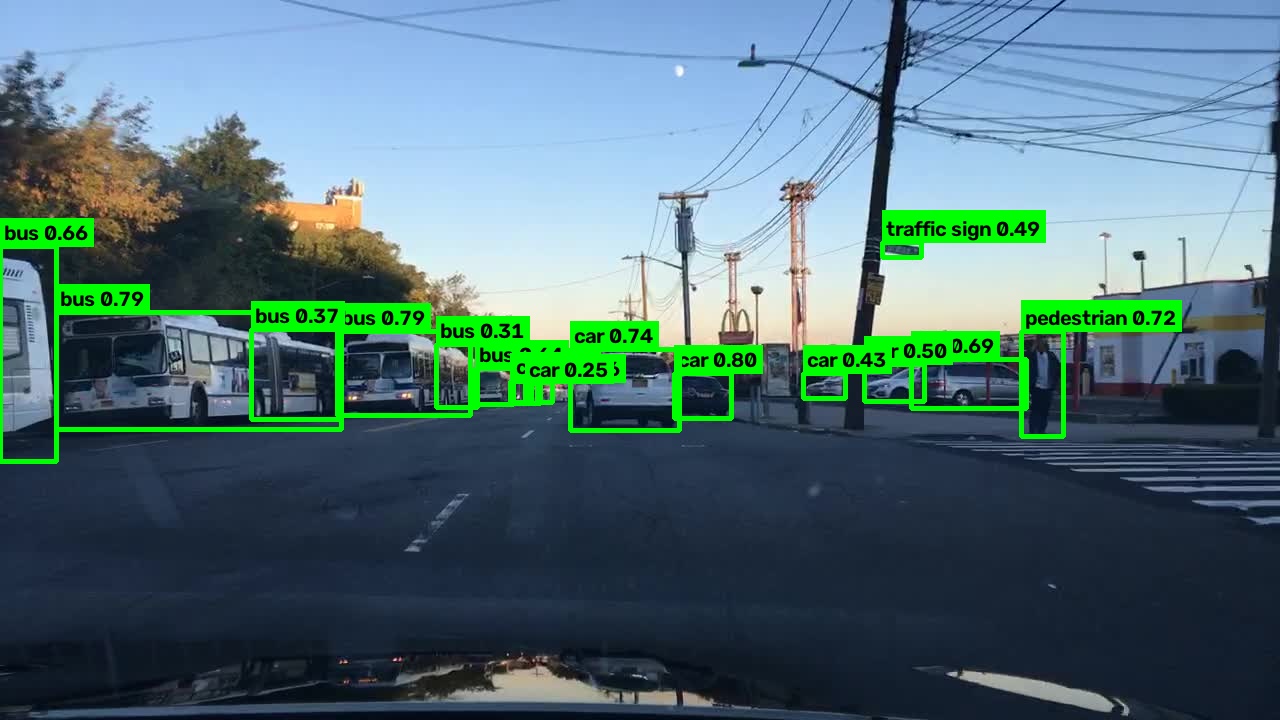 traffic sign 0.49
bus 0.66
bus 0.79
bus 0.37
bus 0.79
pedestrian 0.72
bus 0.31
car 0.74
0.69
0.50
car 0.80
car 0.43
car 0.25